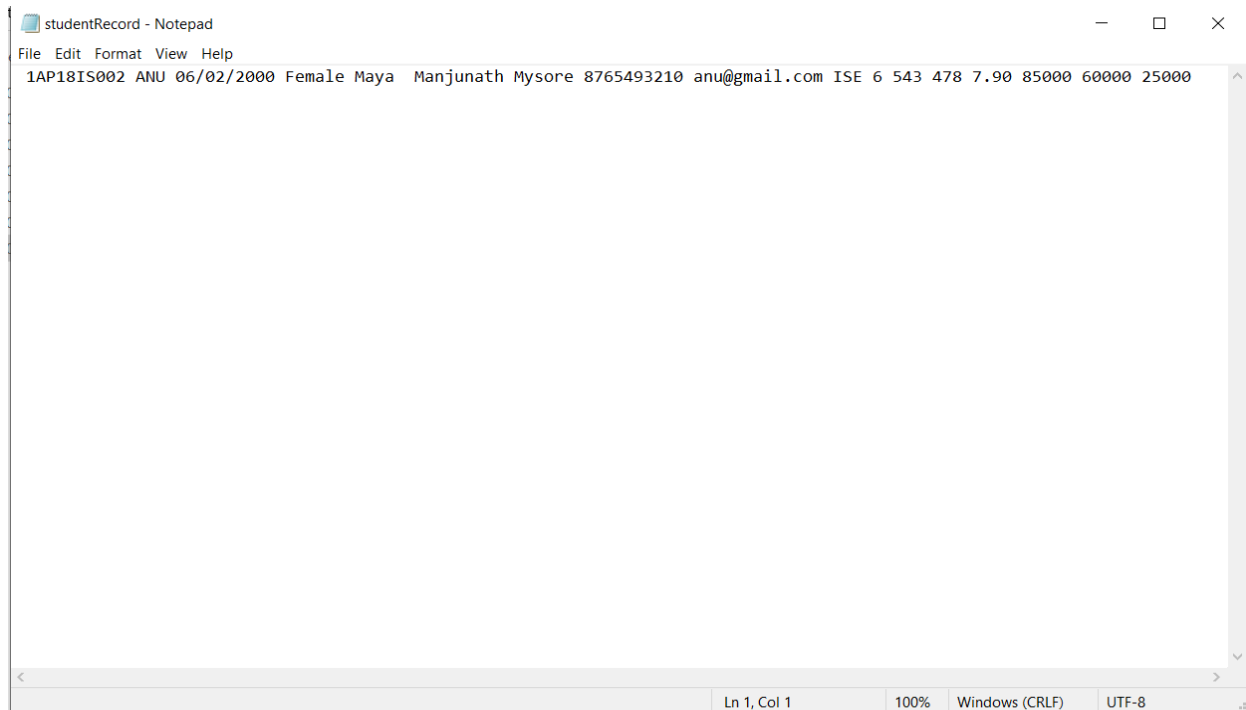 studentRecord - Notepad
File Edit Format View Help
1AP18IS002 ANU 06/02/2000 Female Maya  Manjunath Mysore 8765493210 anu@gmail.com ISE 6 543 478 7.90 85000 60000 25000
Ln 1, Col 1 100% Windows (CRLF) UTF-8